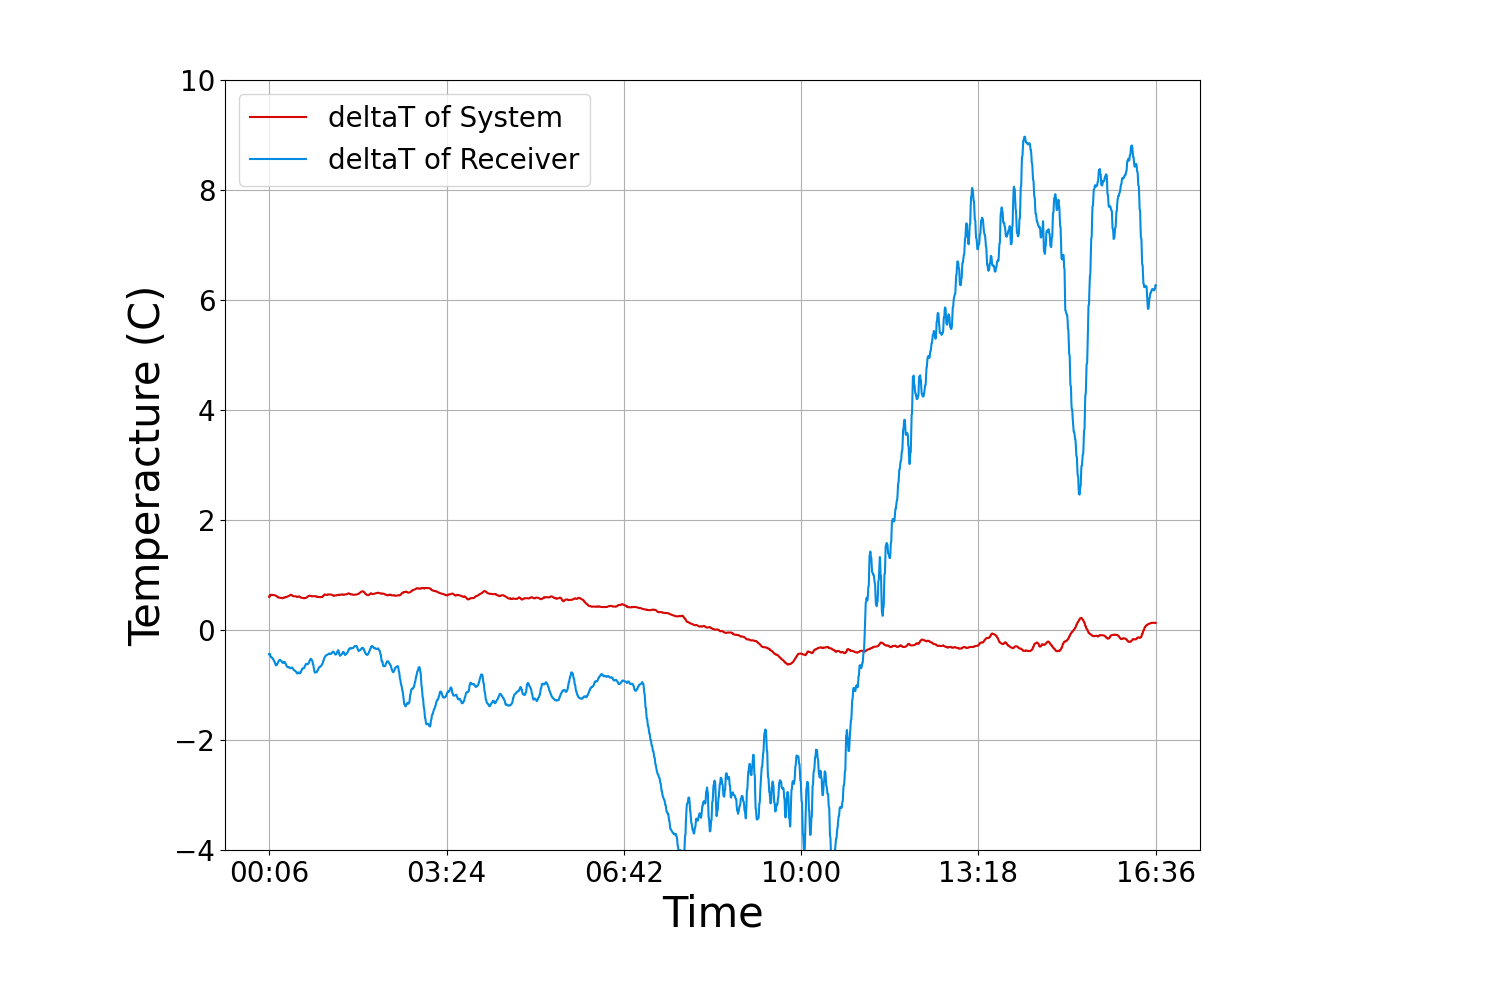 deltaT of System
deltaT of Receiver
Temperacture (C)
10
8
6
4
2
0
−2
−4
00:06 03:24 06:42 10:00 13:18 16:36
Time